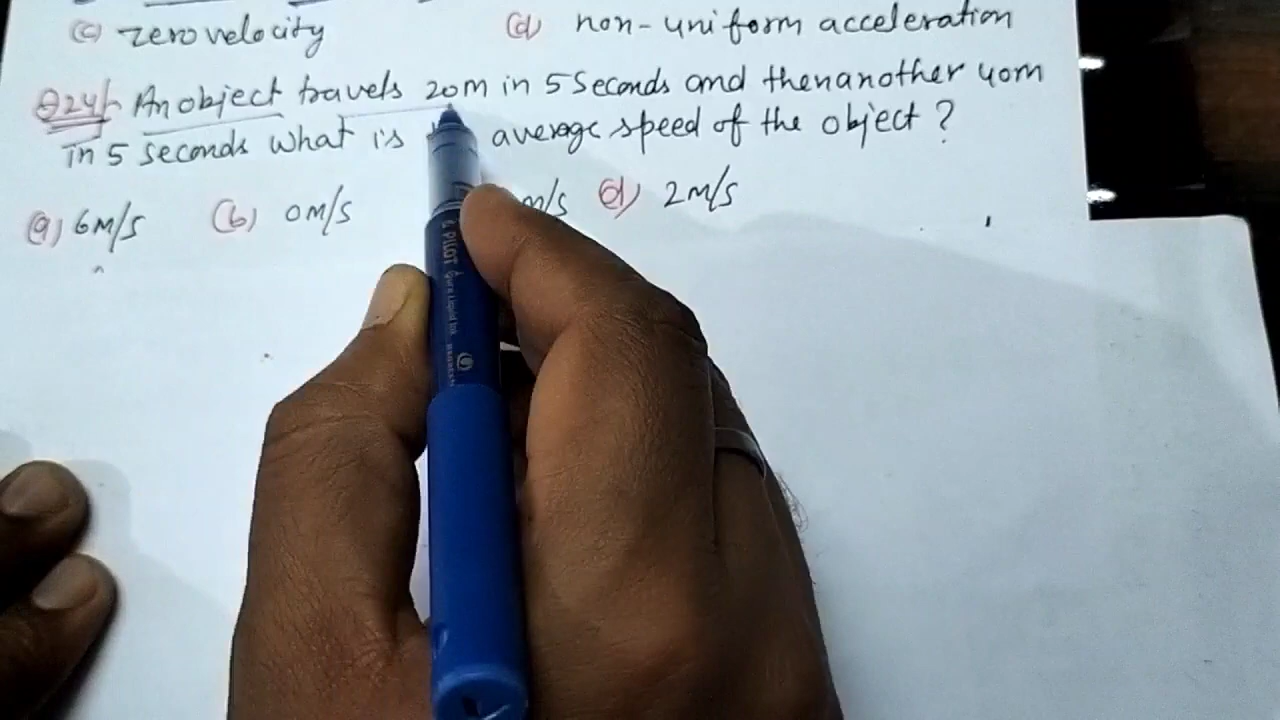 (c) zero velocity (d) non-uniform acceleration
Q24/- An object travels 20m in 5 Seconds and then another 40m
in 5 seconds what is average speed of the object ?
(a) 6m/s (b) 0m/s m/s (d) 2m/s
PILOT